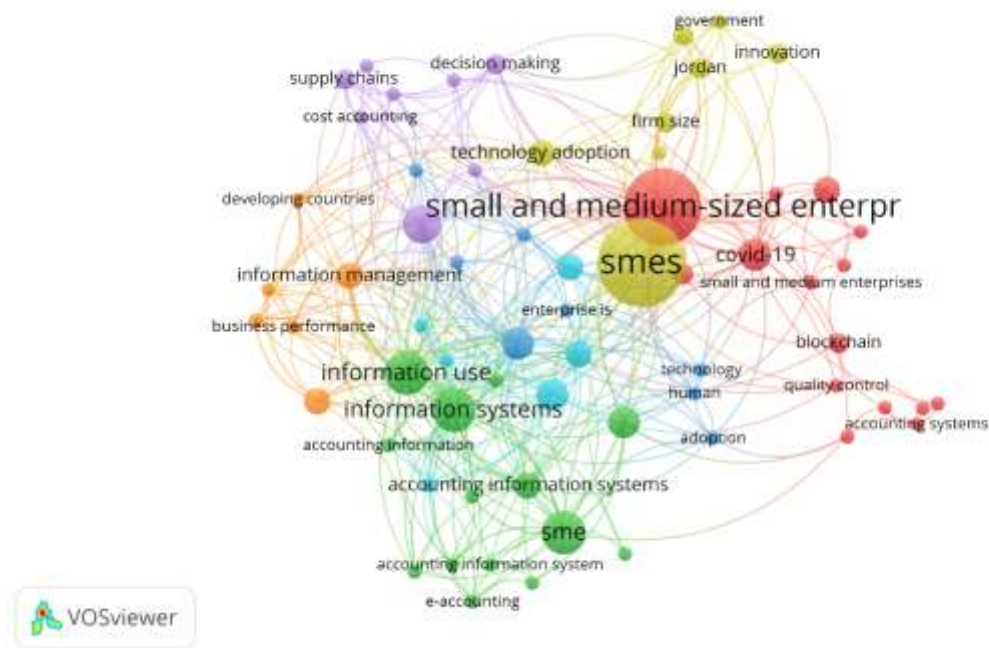 government
innovation
decision making
jordan
supply chains
cost accounting
firm size
technology adoption
developing countries
small and medium-sized enterpr
smes
covid-19
information management
small and medium enterprises
enterprise is
business performance
blockchain
information use
technology
quality control
human
information systems
accounting systems
adoption
accounting information
accounting information systems
sme
accounting information system
e-accounting
VOSviewer